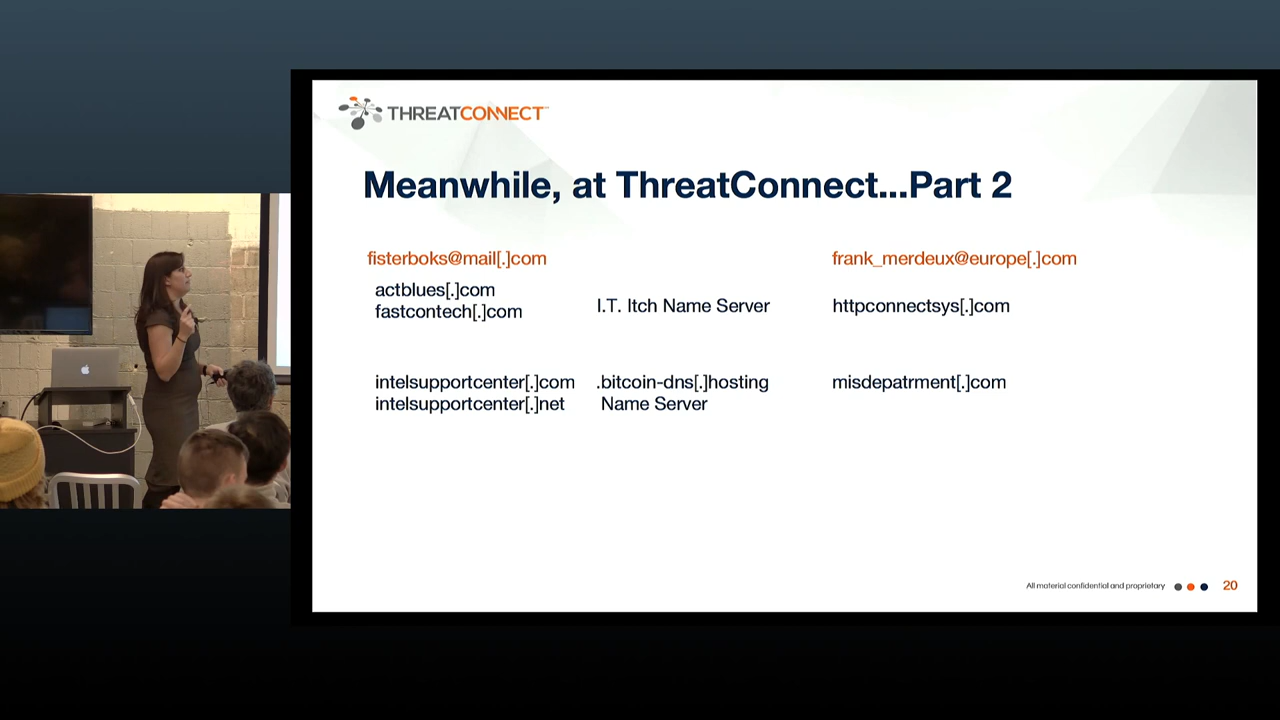 THREATCONNECT™
Meanwhile, at ThreatConnect...Part 2
fisterboks@mail[.]com
frank_merdeux@europe[.]com
actblues[.]com
fastcontech[.]com
I.T. Itch Name Server
httpconnectsys[.]com
intelsupportcenter[.]com
intelsupportcenter[.]net
.bitcoin-dns[.]hosting
Name Server
misdepatrment[.]com
All material confidential and proprietary
20